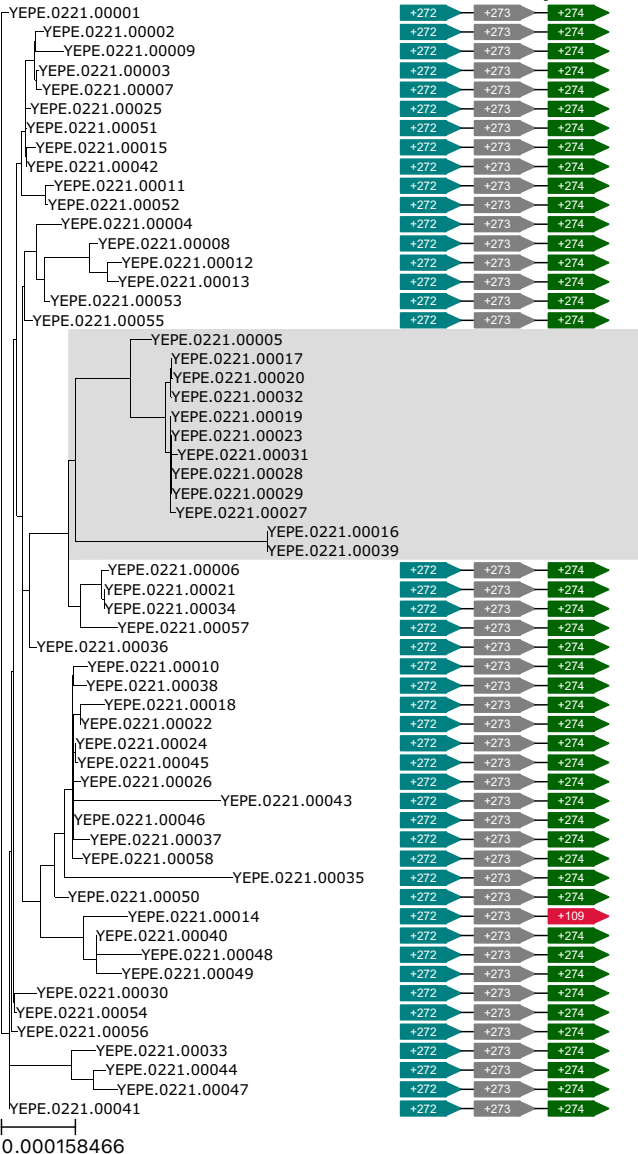 YEPE.0221.00001 +272 +273 +274
YEPE.0221.00002 +272 +273 +274
YEPE.0221.00009 +272 +273 +274
YEPE.0221.00003 +272 +273 +274
YEPE.0221.00007 +272 +273 +274
YEPE.0221.00025 +272 +273 +274
YEPE.0221.00051 +272 +273 +274
YEPE.0221.00015 +272 +273 +274
YEPE.0221.00042 +272 +273 +274
YEPE.0221.00011 +272 +273 +274
YEPE.0221.00052 +272 +273 +274
YEPE.0221.00004 +272 +273 +274
YEPE.0221.00008 +272 +273 +274
YEPE.0221.00012 +272 +273 +274
YEPE.0221.00013 +272 +273 +274
YEPE.0221.00053 +272 +273 +274
YEPE.0221.00055 +272 +273 +274
YEPE.0221.00005
YEPE.0221.00017
YEPE.0221.00020
YEPE.0221.00032
YEPE.0221.00019
YEPE.0221.00023
YEPE.0221.00031
YEPE.0221.00028
YEPE.0221.00029
YEPE.0221.00027
YEPE.0221.00016
YEPE.0221.00039
YEPE.0221.00006 +272 +273 +274
YEPE.0221.00021 +272 +273 +274
YEPE.0221.00034 +272 +273 +274
YEPE.0221.00057 +272 +273 +274
YEPE.0221.00036 +272 +273 +274
YEPE.0221.00010 +272 +273 +274
YEPE.0221.00038 +272 +273 +274
YEPE.0221.00018 +272 +273 +274
YEPE.0221.00022 +272 +273 +274
YEPE.0221.00024 +272 +273 +274
YEPE.0221.00045 +272 +273 +274
YEPE.0221.00026 +272 +273 +274
YEPE.0221.00043 +272 +273 +274
YEPE.0221.00046 +272 +273 +274
YEPE.0221.00037 +272 +273 +274
YEPE.0221.00058 +272 +273 +274
YEPE.0221.00035 +272 +273 +274
YEPE.0221.00050 +272 +273 +274
YEPE.0221.00014 +272 +273 +109
YEPE.0221.00040 +272 +273 +274
YEPE.0221.00048 +272 +273 +274
YEPE.0221.00049 +272 +273 +274
YEPE.0221.00030 +272 +273 +274
YEPE.0221.00054 +272 +273 +274
YEPE.0221.00056 +272 +273 +274
YEPE.0221.00033 +272 +273 +274
YEPE.0221.00044 +272 +273 +274
YEPE.0221.00047 +272 +273 +274
YEPE.0221.00041 +272 +273 +274
0.000158466